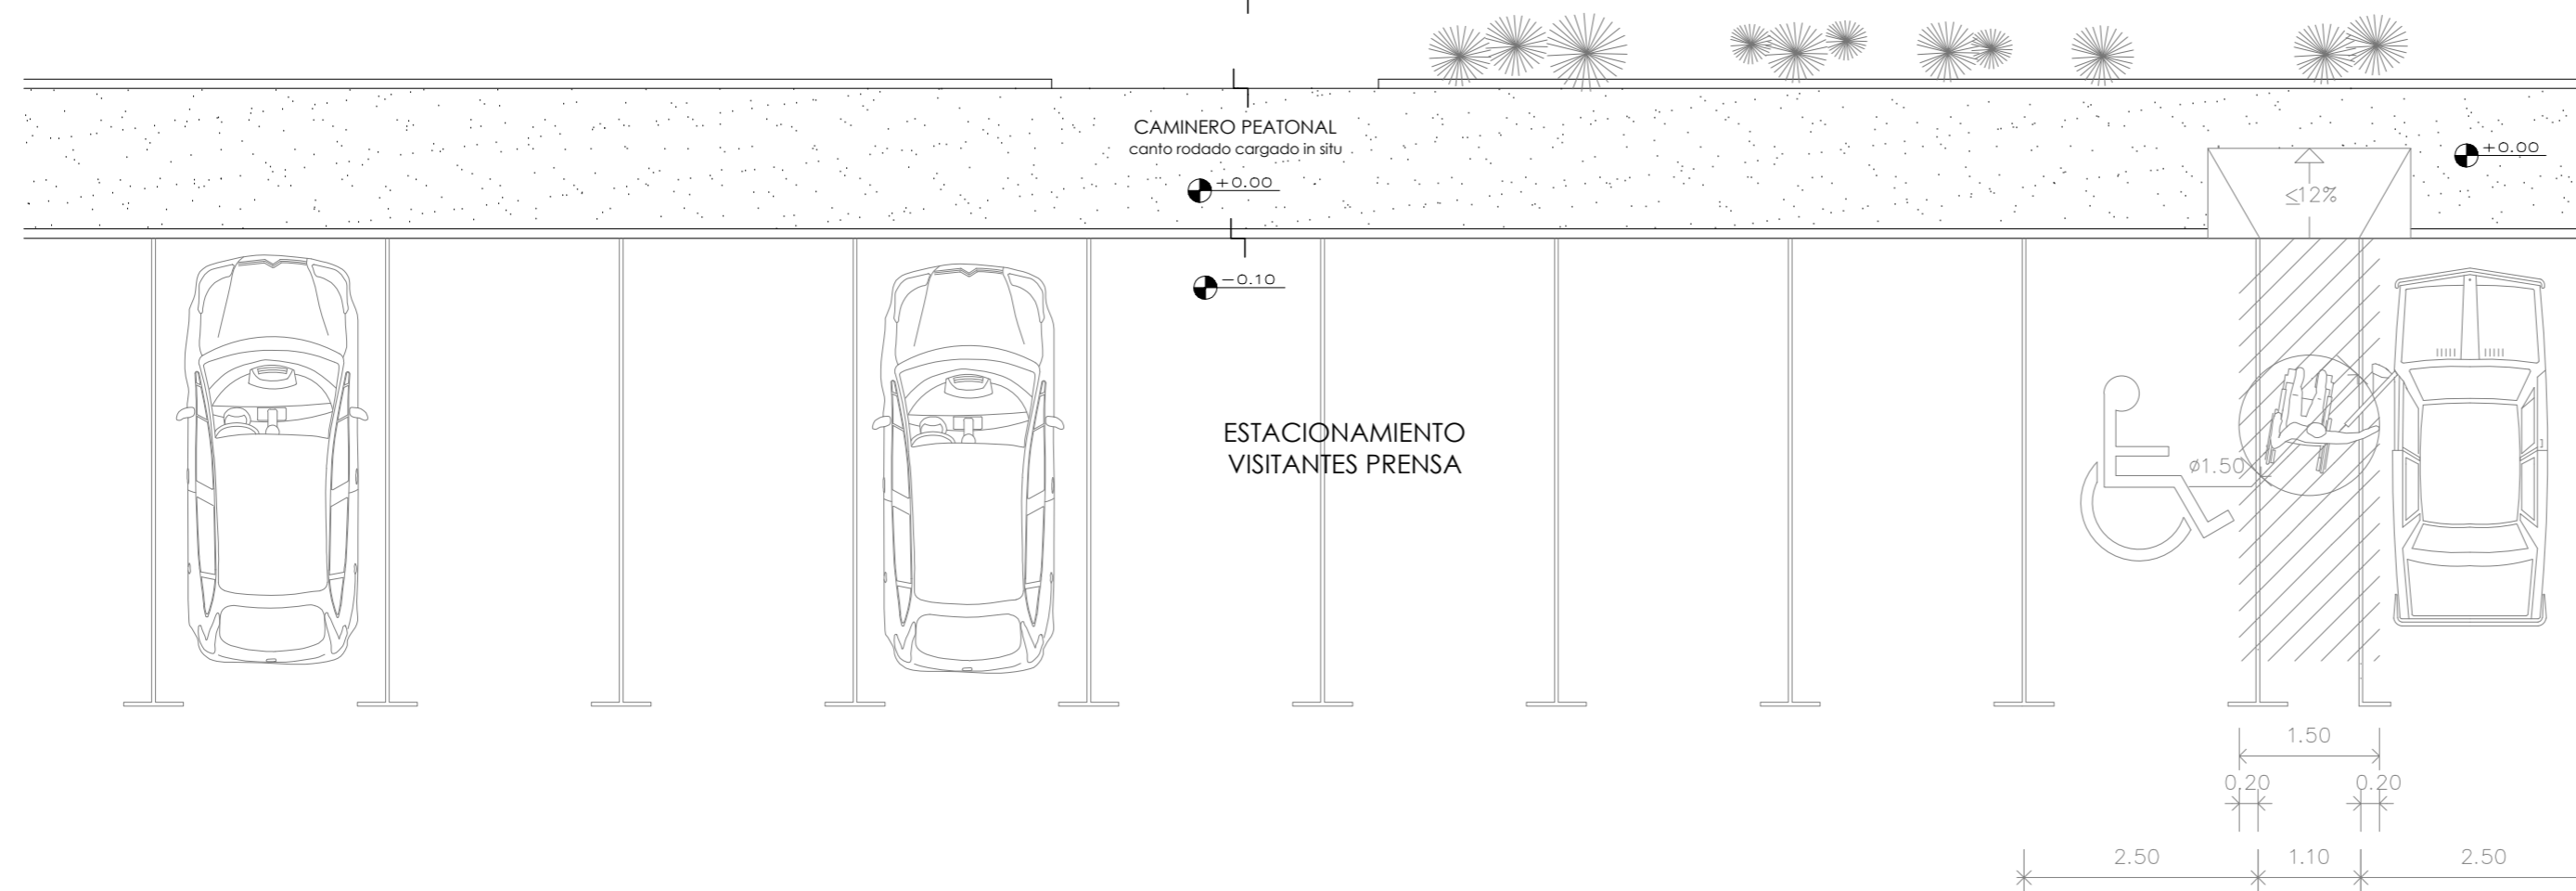 CAMINERO PEATONAL
canto rodado cargado in situ
+0.00
+0.00
≤12%
−0.10
ESTACIONAMIENTO
VISITANTES PRENSA
ø1.50
1.50
0.20 0.20
2.50 1.10 2.50